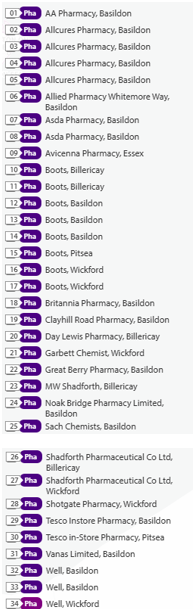 01 Pha AA Pharmacy, Basildon
02 Pha Allcures Pharmacy, Basildon
03 Pha Allcures Pharmacy, Basildon
04 Pha Allcures Pharmacy, Basildon
05 Pha Allcures Pharmacy, Basildon
06 Pha Allied Pharmacy Whitemore Way,
Basildon
07 Pha Asda Pharmacy, Basildon
08 Pha Asda Pharmacy, Basildon
09 Pha Avicenna Pharmacy, Essex
10 Pha Boots, Billericay
11 Pha Boots, Billericay
12 Pha Boots, Basildon
13 Pha Boots, Basildon
14 Pha Boots, Basildon
15 Pha Boots, Pitsea
16 Pha Boots, Wickford
17 Pha Boots, Wickford
18 Pha Britannia Pharmacy, Basildon
19 Pha Clayhill Road Pharmacy, Basildon
20 Pha Day Lewis Pharmacy, Billericay
21 Pha Garbett Chemist, Wickford
22 Pha Great Berry Pharmacy, Basildon
23 Pha MW Shadforth, Billericay
24 Pha Noak Bridge Pharmacy Limited,
Basildon
25 Pha Sach Chemists, Basildon
26 Pha Shadforth Pharmaceutical Co Ltd,
Billericay
27 Pha Shadforth Pharmaceutical Co Ltd,
Wickford
28 Pha Shotgate Pharmacy, Wickford
29 Pha Tesco Instore Pharmacy, Basildon
30 Pha Tesco in-Store Pharmacy, Pitsea
31 Pha Vanas Limited, Basildon
32 Pha Well, Basildon
33 Pha Well, Basildon
34 Pha Well, Wickford